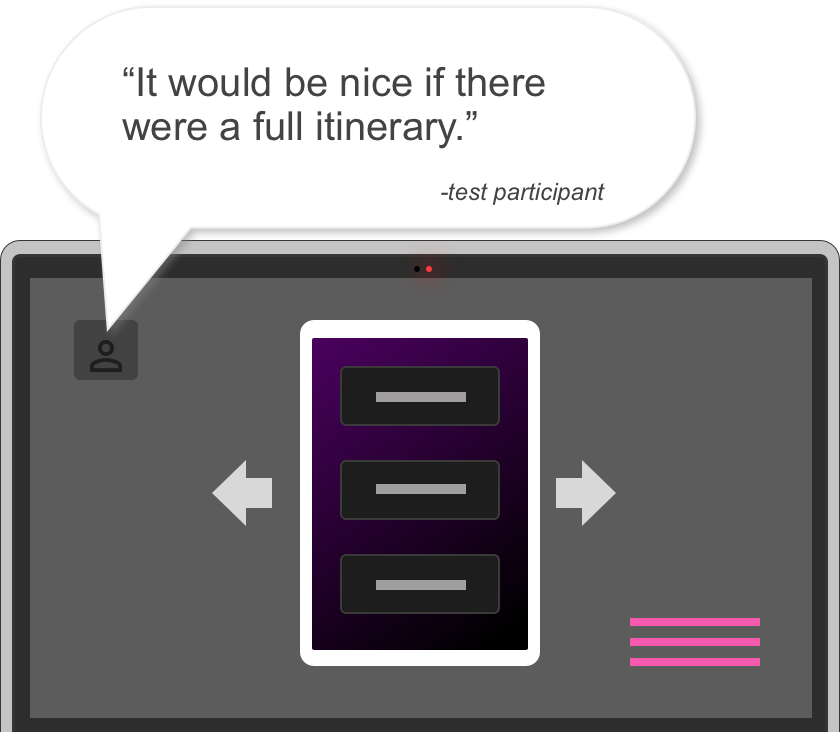 “It would be nice if there
were a full itinerary.”
-test participant